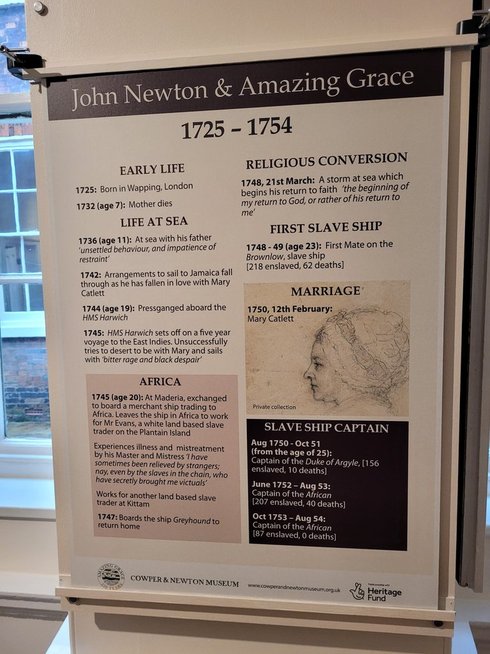 John Newton & Amazing Grace
1725 – 1754
EARLY LIFE
1725: Born in Wapping, London
1732 (age 7): Mother dies
LIFE AT SEA
1736 (age 11): At sea with his father
'unsettled behaviour, and impatience of
restraint'
1742: Arrangements to sail to Jamaica fall
through as he has fallen in love with Mary
Catlett
1744 (age 19): Pressganged aboard the
HMS Harwich
1745: HMS Harwich sets off on a five year
voyage to the East Indies. Unsuccessfully
tries to desert to be with Mary and sails
with 'bitter rage and black despair'
AFRICA
1745 (age 20): At Maderia, exchanged
to board a merchant ship trading to
Africa. Leaves the ship in Africa to work
for Mr Evans, a white land based slave
trader on the Plantain Island
Experiences illness and mistreatment
by his Master and Mistress 'I have
sometimes been relieved by strangers;
nay, even by the slaves in the chain, who
have secretly brought me victuals'
Works for another land based slave
trader at Kittam
1747: Boards the ship Greyhound to
return home
RELIGIOUS CONVERSION
1748, 21st March: A storm at sea which
begins his return to faith 'the beginning of
my return to God, or rather of his return to
me'
FIRST SLAVE SHIP
1748 - 49 (age 23): First Mate on the
Brownlow, slave ship
[218 enslaved, 62 deaths]
MARRIAGE
1750, 12th February:
Mary Catlett
Private collection
SLAVE SHIP CAPTAIN
Aug 1750 - Oct 51
(from the age of 25):
Captain of the Duke of Argyle, [156
enslaved, 10 deaths]
June 1752 – Aug 53:
Captain of the African
[207 enslaved, 40 deaths]
Oct 1753 – Aug 54:
Captain of the African
[87 enslaved, 0 deaths]
COWPER & NEWTON MUSEUM
www.cowperandnewtonmuseum.org.uk
Heritage
Fund